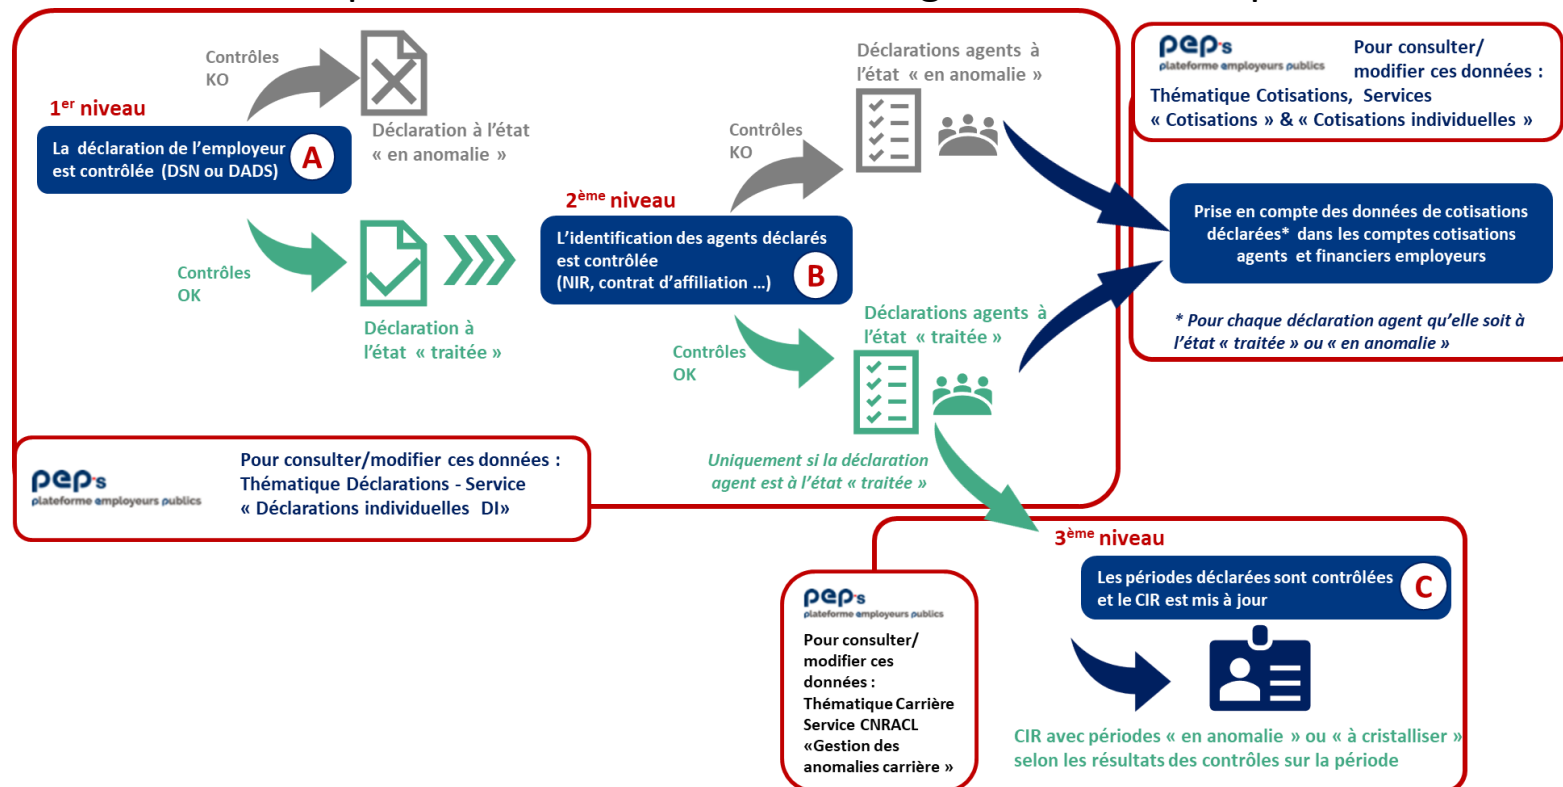 Contrôles
KO
1er niveau
La déclaration de l'employeur
est contrôlée (DSN ou DADS)
A
Déclaration à l'état
« en anomalie »
Contrôles
OK
Déclaration à
l'état « traitée »
2ème niveau
L'identification des agents déclarés
est contrôlée
(NIR, contrat d'affiliation …)
B
Contrôles
KO
Déclarations agents à
l'état « en anomalie »
Contrôles
OK
Déclarations agents à
l'état « traitée »
Uniquement si la déclaration
agent est à l'état « traitée »
pep's
plateforme employeurs publics
Pour consulter/modifier ces données :
Thématique Déclarations - Service
« Déclarations individuelles DI»
pep's
plateforme employeurs publics
Pour consulter/
modifier ces données :
Thématique Cotisations, Services
« Cotisations » & « Cotisations individuelles »
Prise en compte des données de cotisations
déclarées* dans les comptes cotisations
agents et financiers employeurs
* Pour chaque déclaration agent qu'elle soit à
l'état « traitée » ou « en anomalie »
3ème niveau
Les périodes déclarées sont contrôlées
et le CIR est mis à jour
C
pep's
plateforme employeurs publics
Pour consulter/
modifier ces
données :
Thématique Carrière
Service CNRACL
«Gestion des
anomalies carrière »
CIR avec périodes « en anomalie » ou « à cristalliser »
selon les résultats des contrôles sur la période